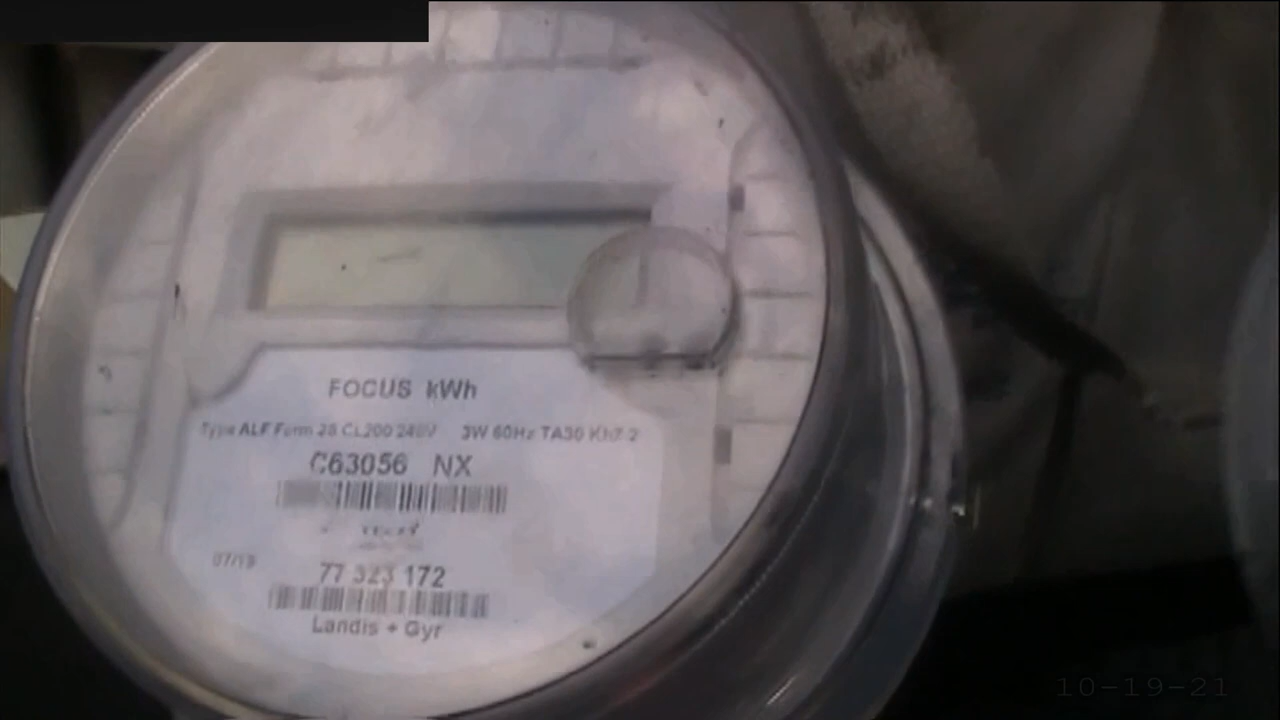 FOCUS kWh
Type ALF Form 2S CL200 240V 3W 60Hz TA30 Kh7.2
C63056 NX
07/13
77 323 172
Landis + Gyr
10-19-21